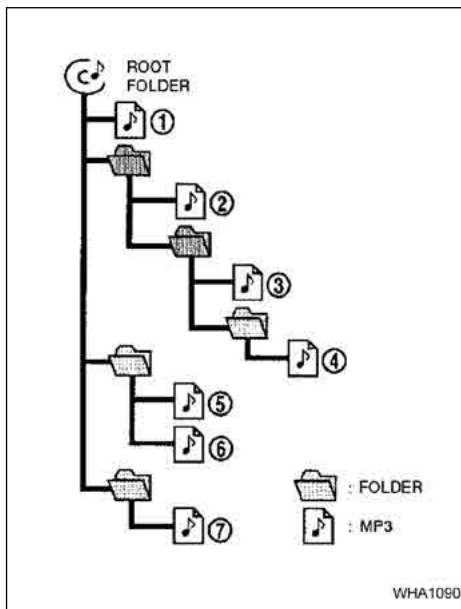 ROOT
FOLDER
①
②
③
④
⑤
⑥
⑦
: FOLDER
: MP3
WHA1090